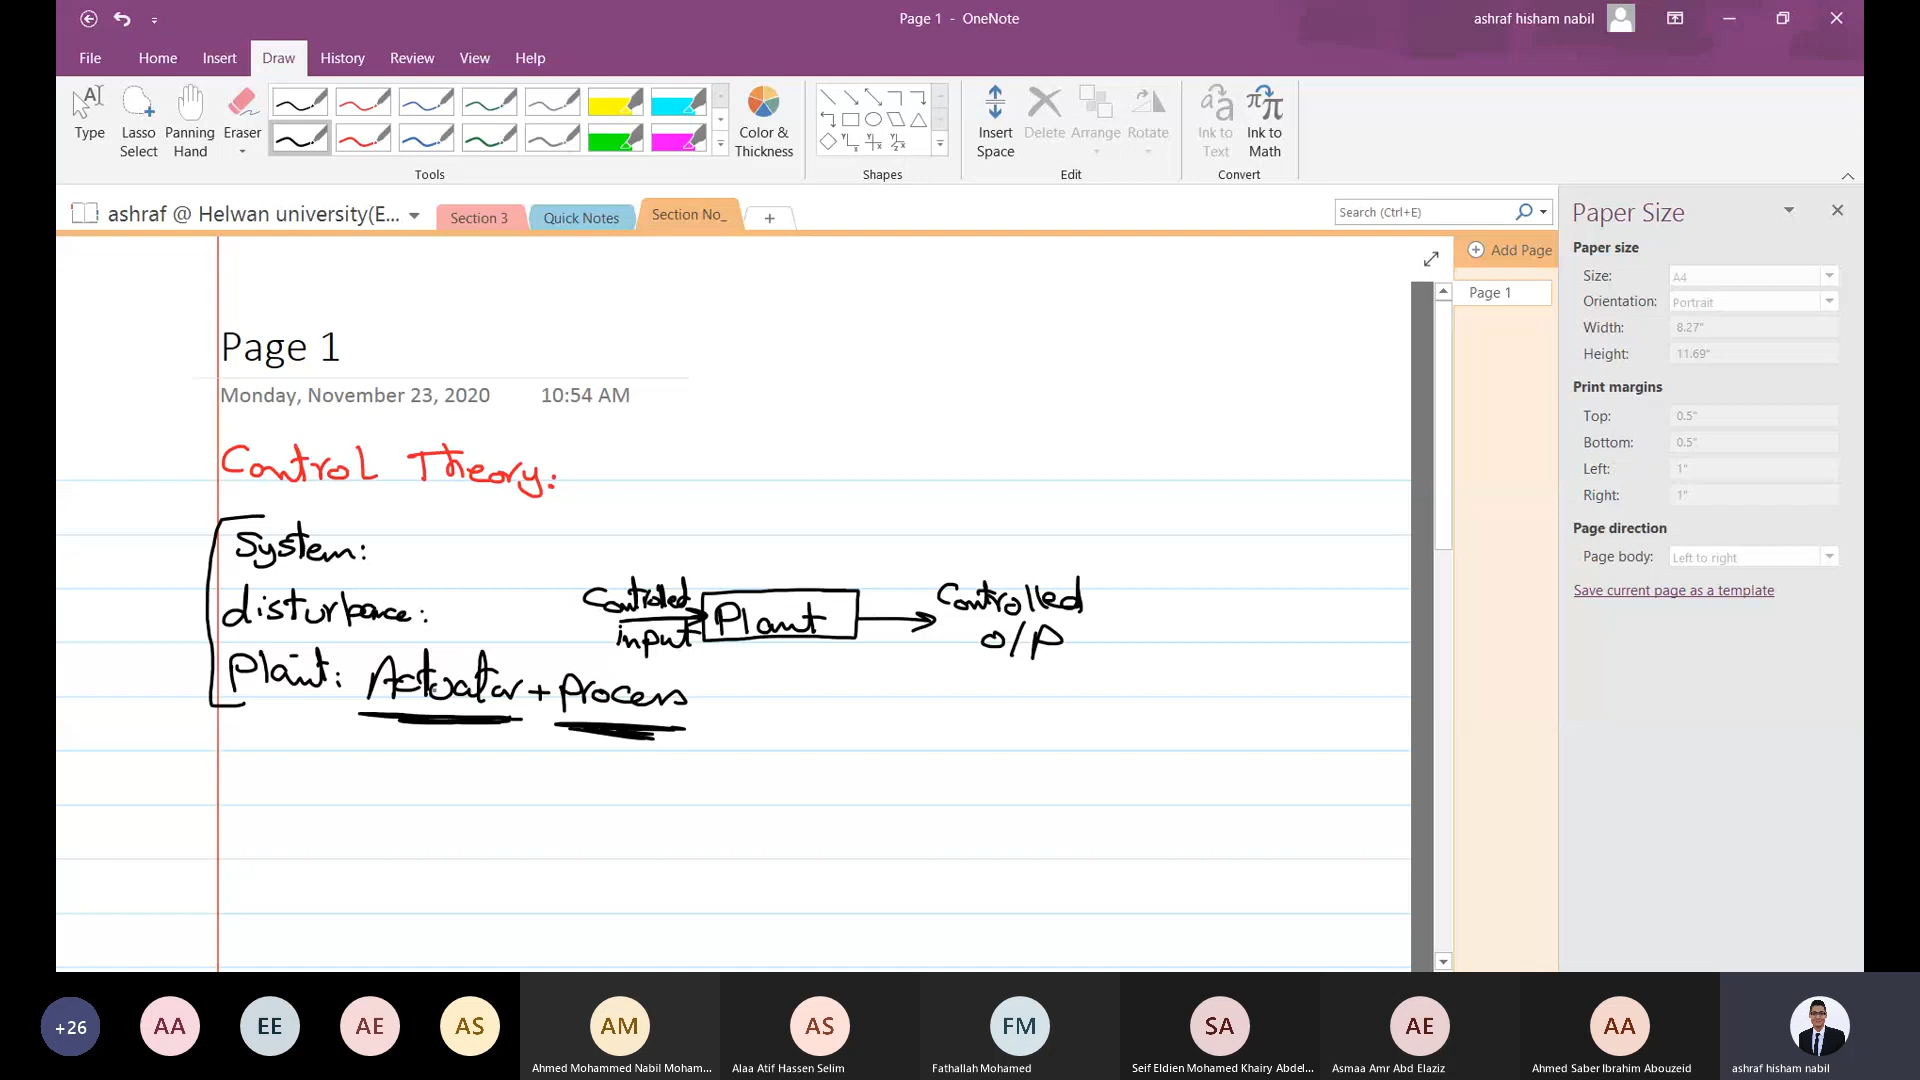 Page 1 - OneNote
ashraf hisham nabil
File Home Insert Draw History Review View Help
Type
Lasso Select
Panning Hand
Eraser
Color & Thickness
Insert Space
Delete
Arrange
Rotate
Ink to Text
Ink to Math
Tools
Shapes
Edit
Convert
ashraf @ Helwan university(E...
Section 3
Quick Notes
Section No_
Search (Ctrl+E)
Add Page
Page 1
Page 1
Monday, November 23, 2020 10:54 AM
Control Theory:
System:
disturbance:
Plant: Actuator + process
Controlled
input
Plant
Controlled
o/p
Paper Size
Paper size
Size: A4
Orientation: Portrait
Width: 8.27"
Height: 11.69"
Print margins
Top: 0.5"
Bottom: 0.5"
Left: 1"
Right: 1"
Page direction
Page body: Left to right
Save current page as a template
+26
AA
EE
AE
AS
AM
AS
FM
SA
AE
AA
Ahmed Mohammed Nabil Moham...
Alaa Atif Hassen Selim
Fathallah Mohamed
Seif Eldien Mohamed Khairy Abdel...
Asmaa Amr Abd Elaziz
Ahmed Saber Ibrahim Abouzeid
ashraf hisham nabil